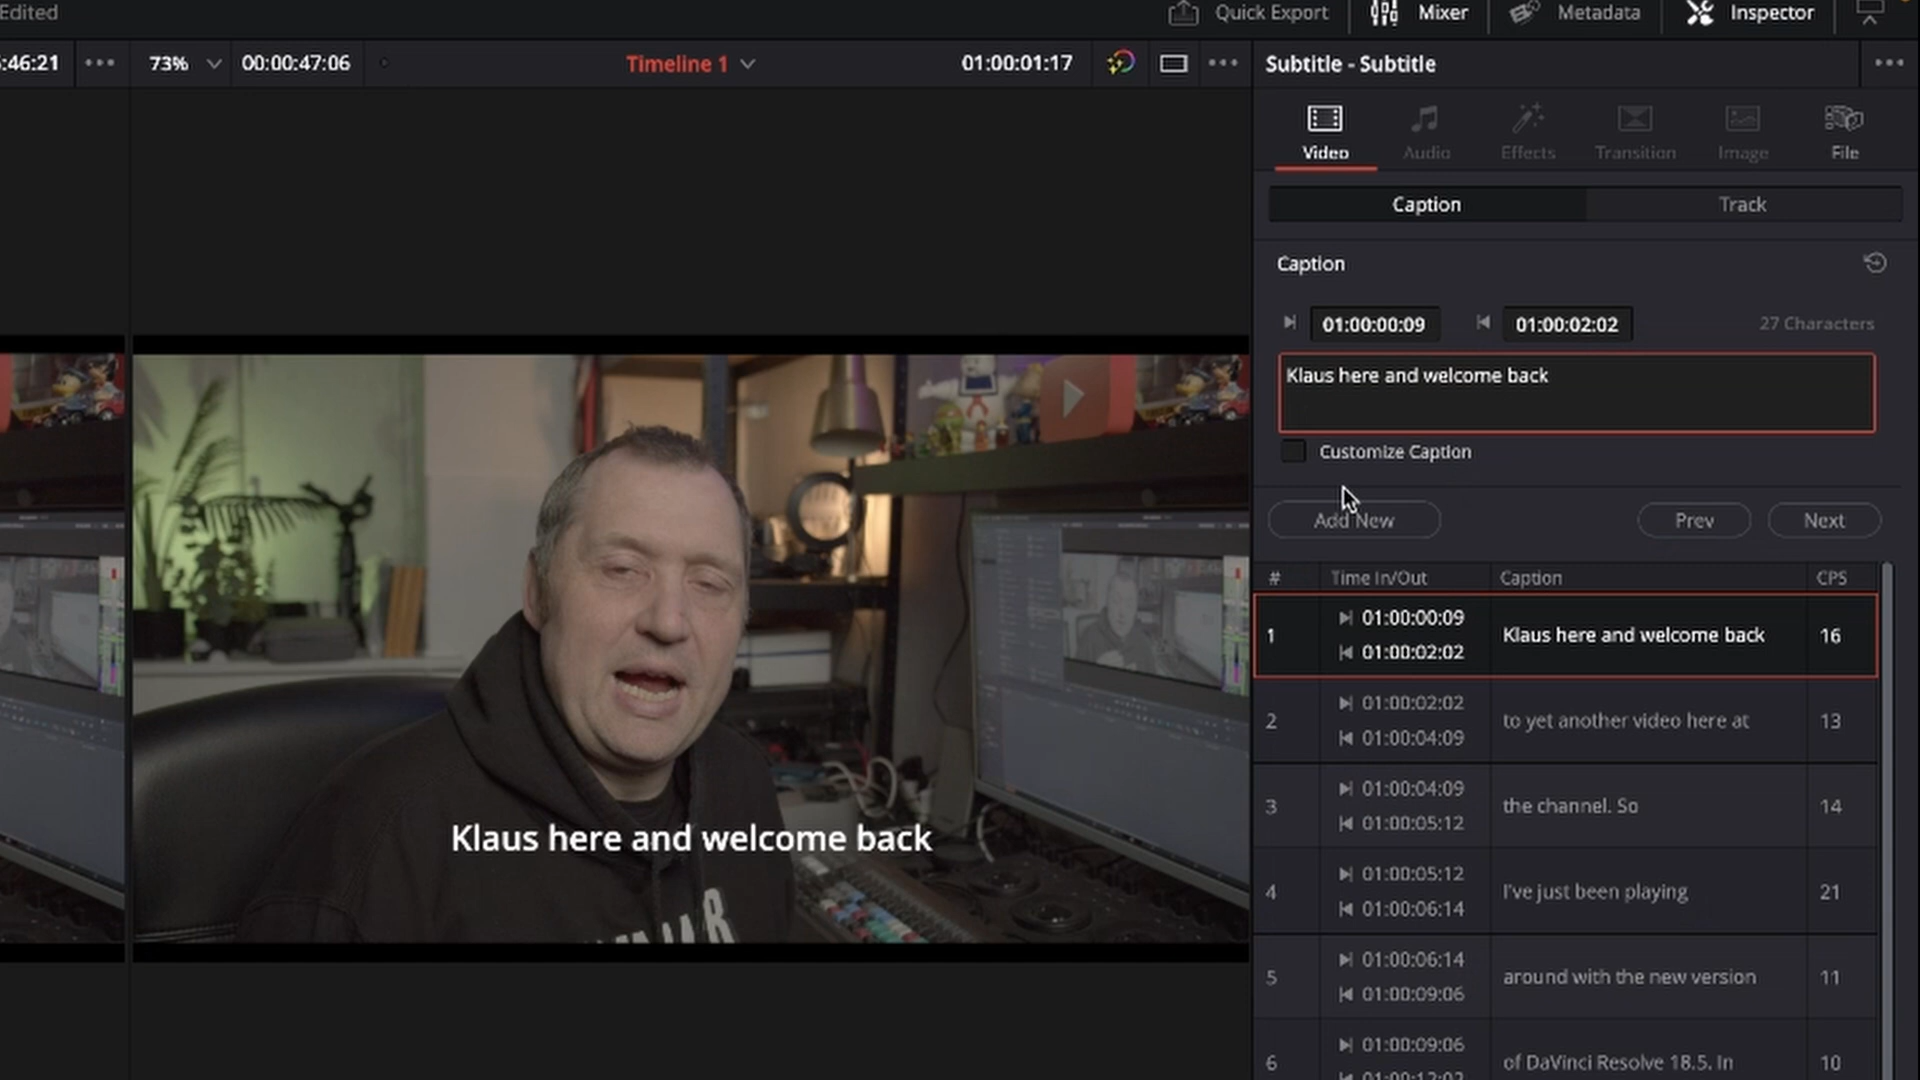 Edited
Quick Export
Mixer
Metadata
Inspector
:46:21
73%
00:00:47:06
Timeline 1
01:00:01:17
Subtitle - Subtitle
Video
Audio
Effects
Transition
Image
File
Caption
Track
Caption
01:00:00:09
01:00:02:02
27 Characters
Klaus here and welcome back
Customize Caption
Add New
Prev
Next
# Time In/Out Caption CPS
1 01:00:00:09 Klaus here and welcome back 16
01:00:02:02
2 01:00:02:02 to yet another video here at 13
01:00:04:09
3 01:00:04:09 the channel. So 14
01:00:05:12
4 01:00:05:12 I've just been playing 21
01:00:06:14
5 01:00:06:14 around with the new version 11
01:00:09:06
6 01:00:09:06 of DaVinci Resolve 18.5. In 10
01:00:12:02
Klaus here and welcome back